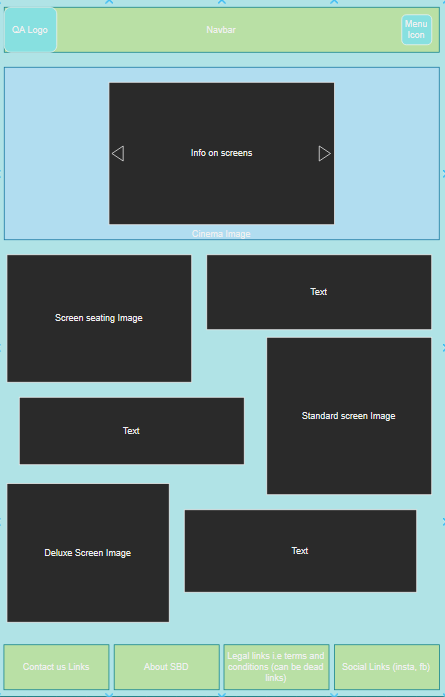 QA Logo
Navbar
Menu
Icon
Info on screens
Cinema Image
Screen seating Image
Text
Standard screen Image
Text
Deluxe Screen Image
Text
Contact us Links
About SBD
Legal links i.e terms and
conditions (can be dead
links)
Social Links (insta, fb)